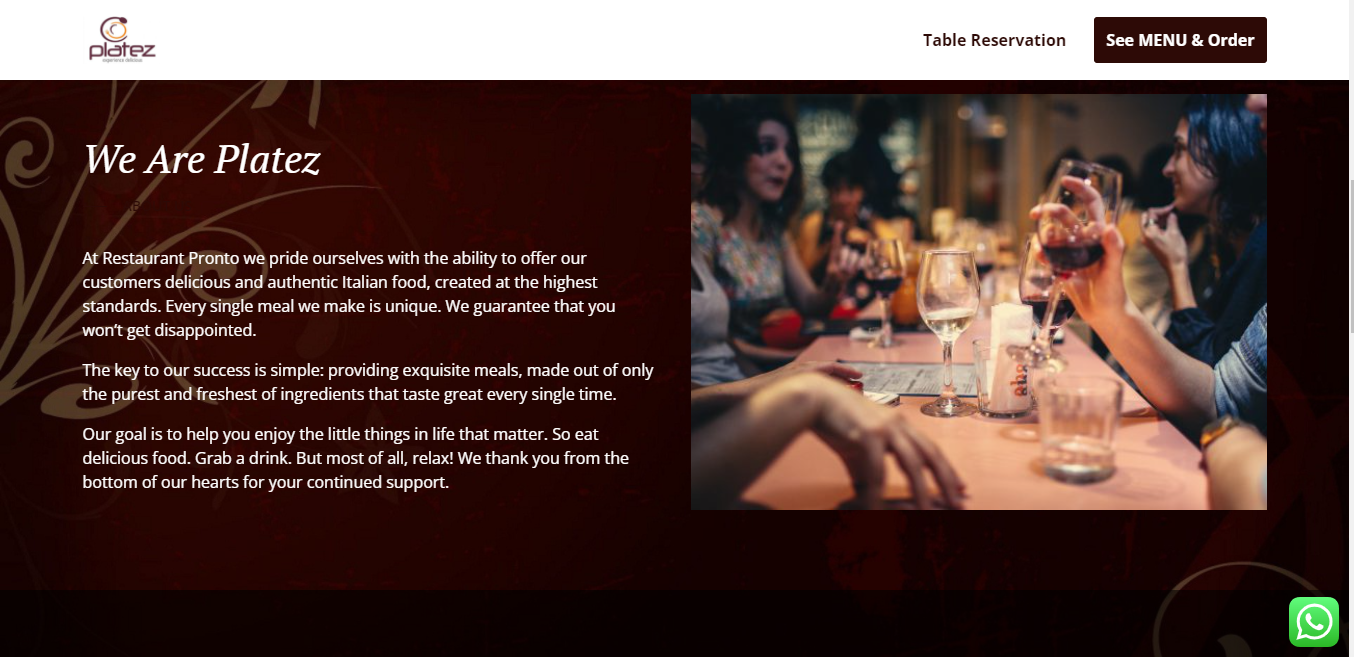 platez
experience delicious
Table Reservation
See MENU & Order
We Are Platez
At Restaurant Pronto we pride ourselves with the ability to offer our
customers delicious and authentic Italian food, created at the highest
standards. Every single meal we make is unique. We guarantee that you
won’t get disappointed.
The key to our success is simple: providing exquisite meals, made out of only
the purest and freshest of ingredients that taste great every single time.
Our goal is to help you enjoy the little things in life that matter. So eat
delicious food. Grab a drink. But most of all, relax! We thank you from the
bottom of our hearts for your continued support.